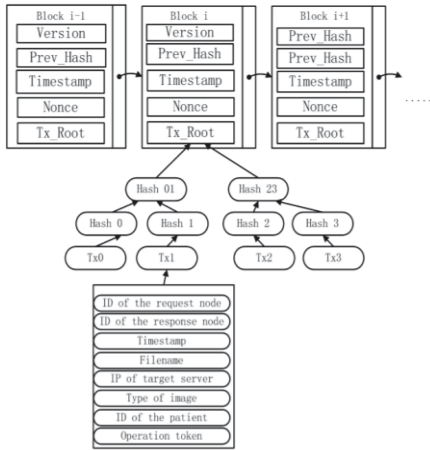 Block i-1
Version
Prev_Hash
Timestamp
Nonce
Tx_Root
Block i
Version
Prev_Hash
Timestamp
Nonce
Tx_Root
Block i+1
Prev_Hash
Prev_Hash
Timestamp
Nonce
Tx_Root
.....
Hash 01
Hash 23
Hash 0
Hash 1
Hash 2
Hash 3
Tx0
Tx1
Tx2
Tx3
ID of the request node
ID of the response node
Timestamp
Filename
IP of target server
Type of image
ID of the patient
Operation token